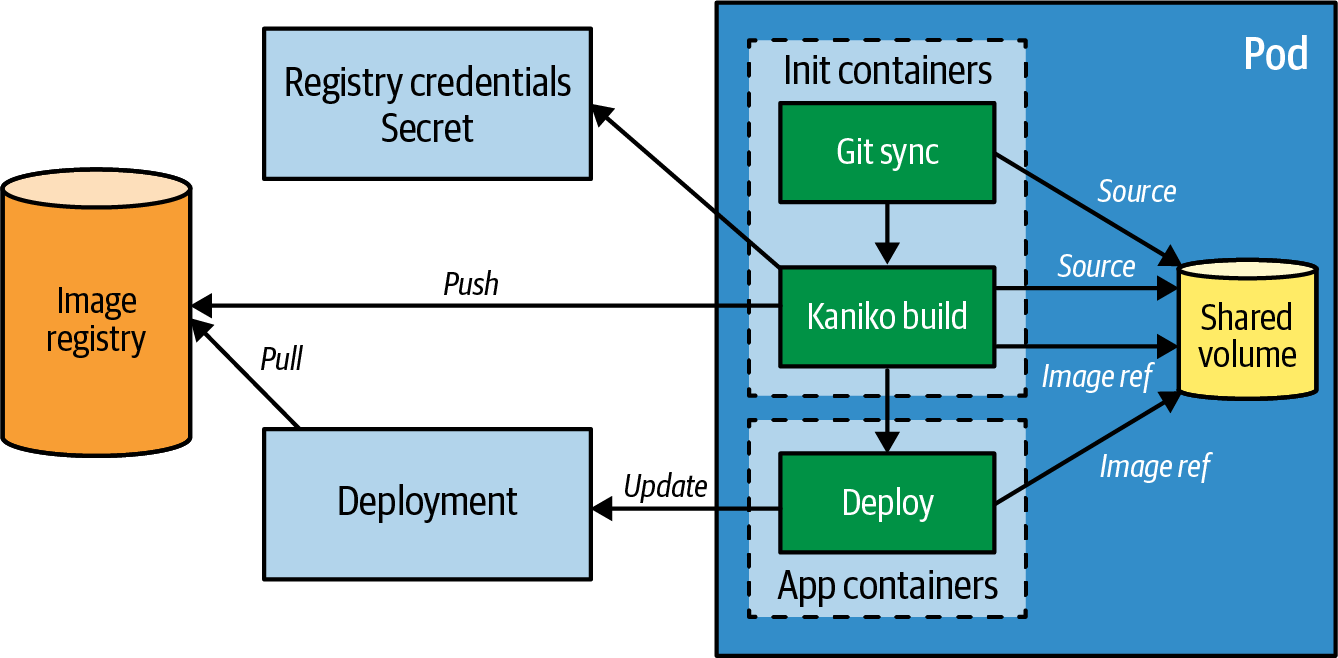 Pod
Init containers
Registry credentials
Secret
Git sync
Source
Source
Push
Image
registry
Kaniko build
Shared
volume
Pull
Image ref
Image ref
Update
Deployment
Deploy
App containers